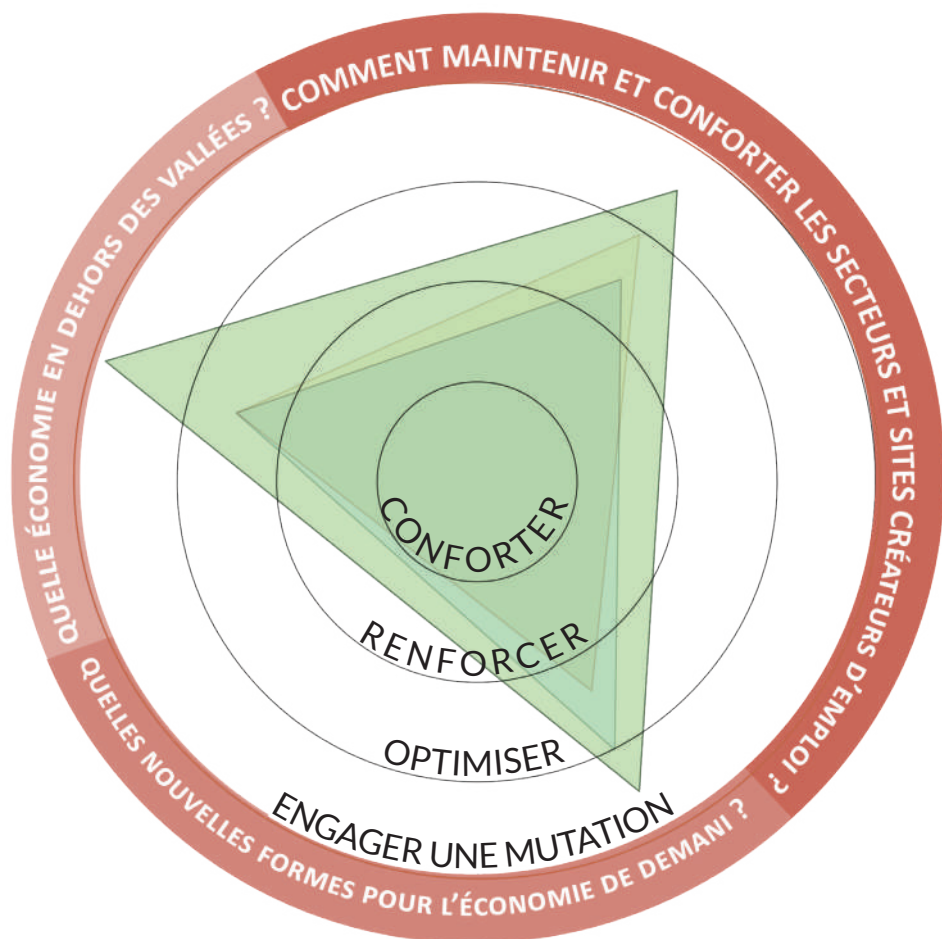 COMMENT MAINTENIR ET CONFORTER LES SECTEURS ET SITES CRÉATEURS D'EMPLOI ?
QUELLE ÉCONOMIE EN DEHORS DES VALLÉES ?
QUELLES NOUVELLES FORMES POUR L'ÉCONOMIE DE DEMANI ?
CONFORTER
RENFORCER
OPTIMISER
ENGAGER UNE MUTATION